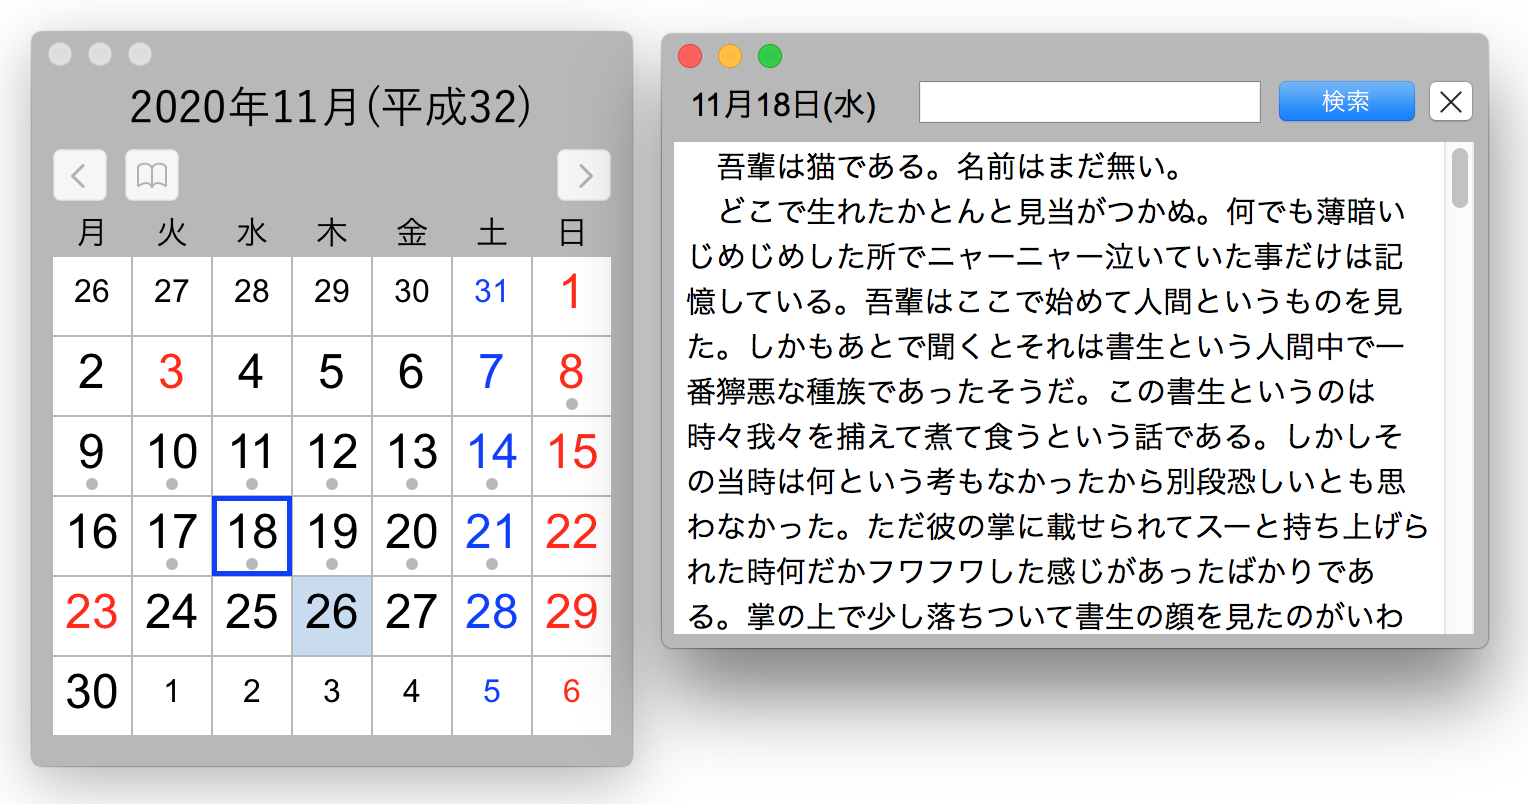 2020年11月(平成32)
月 火 水 木 金 土 日
26 27 28 29 30 31 1
2 3 4 5 6 7 8
9 10 11 12 13 14 15
16 17 18 19 20 21 22
23 24 25 26 27 28 29
30 1 2 3 4 5 6
11月18日(水) 検索
吾輩は猫である。名前はまだ無い。
どこで生れたかとんと見当がつかぬ。何でも薄暗い
じめじめした所でニャーニャー泣いていた事だけは記
憶している。吾輩はここで始めて人間というものを見
た。しかもあとで聞くとそれは書生という人間中で一
番獰悪な種族であったそうだ。この書生というのは
時々我々を捕えて煮て食うという話である。しかしそ
の当時は何という考もなかったから別段恐しいとも思
わなかった。ただ彼の掌に載せられてスーと持ち上げら
れた時何だかフワフワした感じがあったばかりであ
る。掌の上で少し落ちついて書生の顔を見たのがいわ